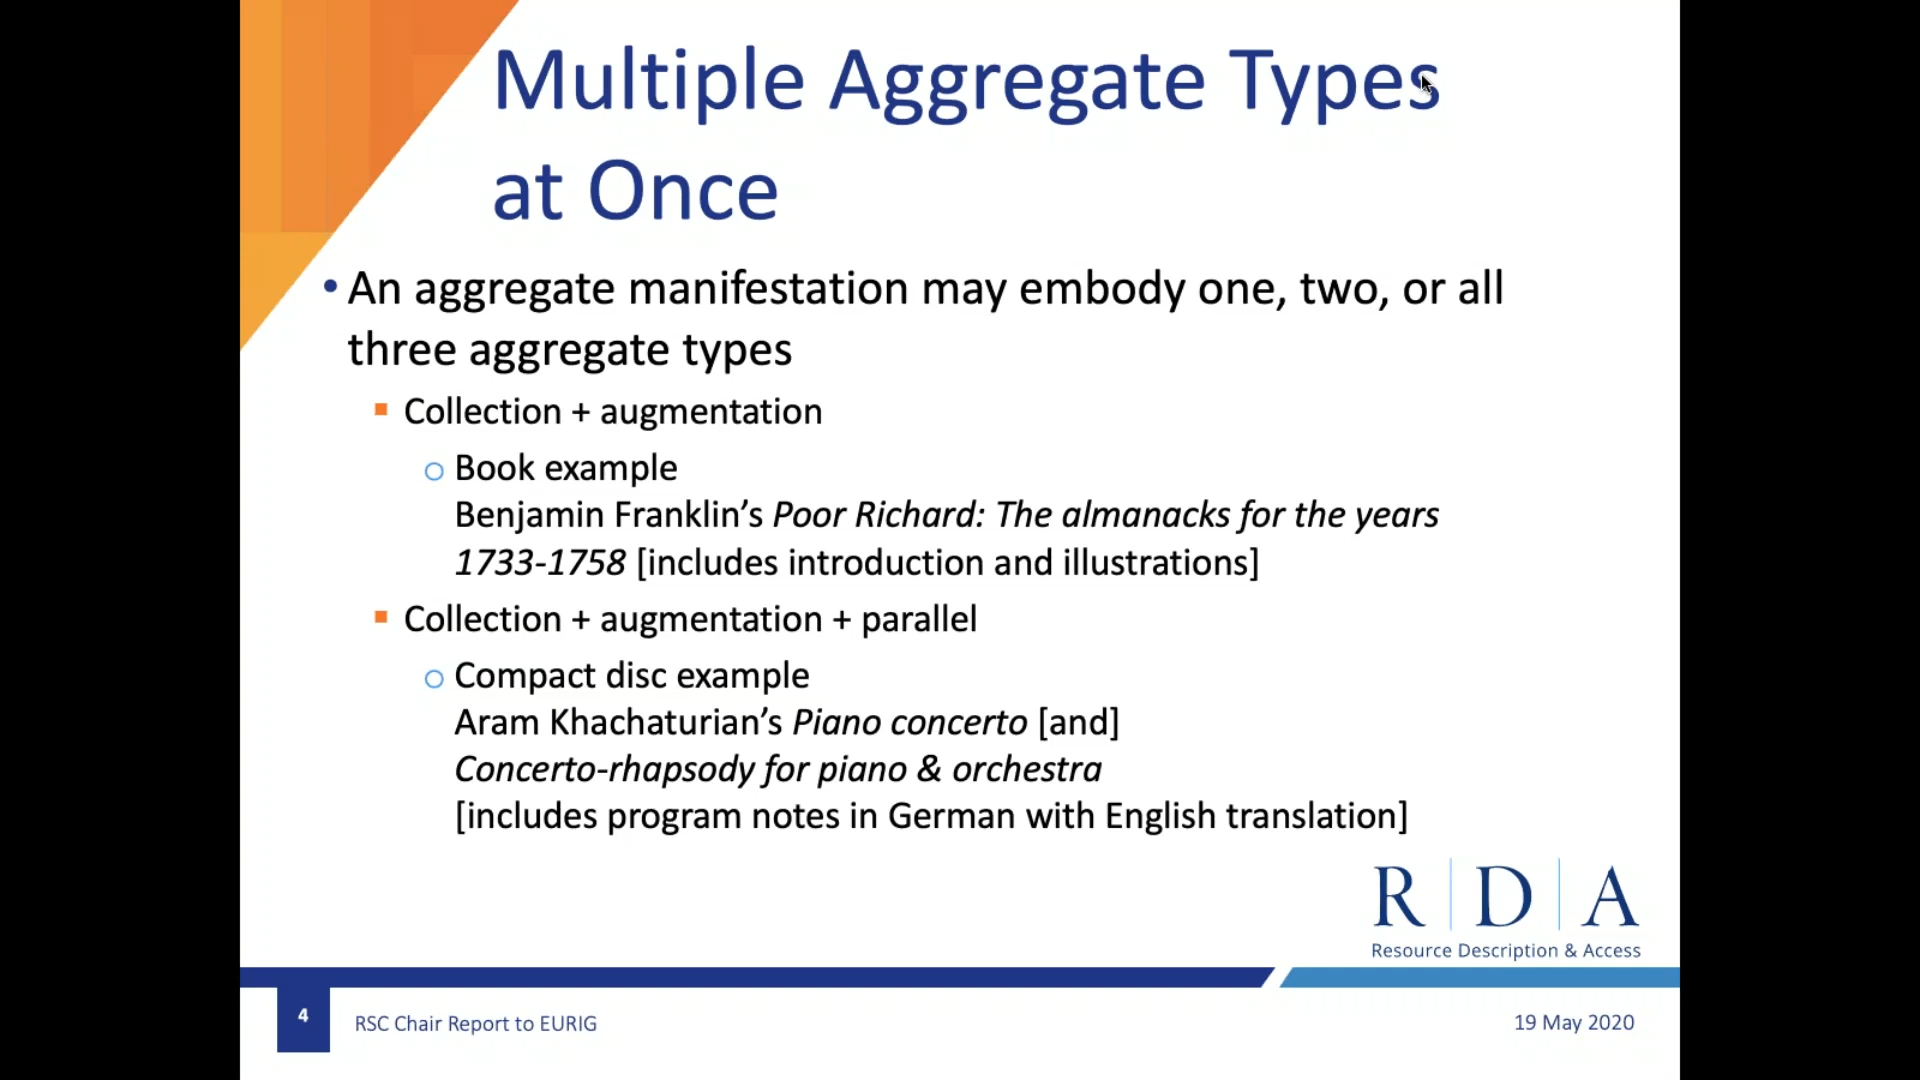 Multiple Aggregate Types
at Once
• An aggregate manifestation may embody one, two, or all
three aggregate types
▪ Collection + augmentation
○ Book example
Benjamin Franklin’s Poor Richard: The almanacks for the years
1733-1758 [includes introduction and illustrations]
▪ Collection + augmentation + parallel
○ Compact disc example
Aram Khachaturian’s Piano concerto [and]
Concerto-rhapsody for piano & orchestra
[includes program notes in German with English translation]
R D A
Resource Description & Access
4
RSC Chair Report to EURIG
19 May 2020